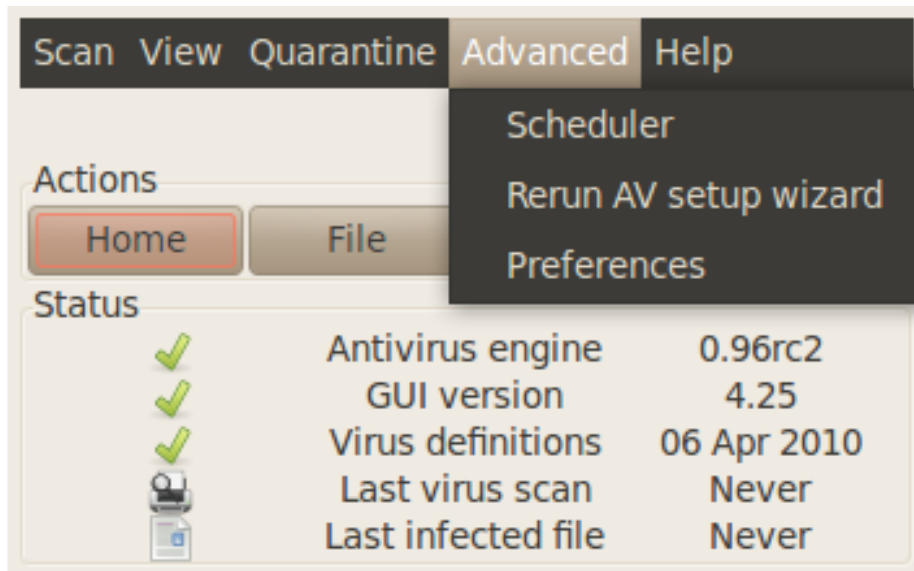 Scan View Quarantine Advanced Help
Scheduler
Rerun AV setup wizard
Preferences
Actions
Home File
Status
Antivirus engine 0.96rc2
GUI version 4.25
Virus definitions 06 Apr 2010
Last virus scan Never
Last infected file Never